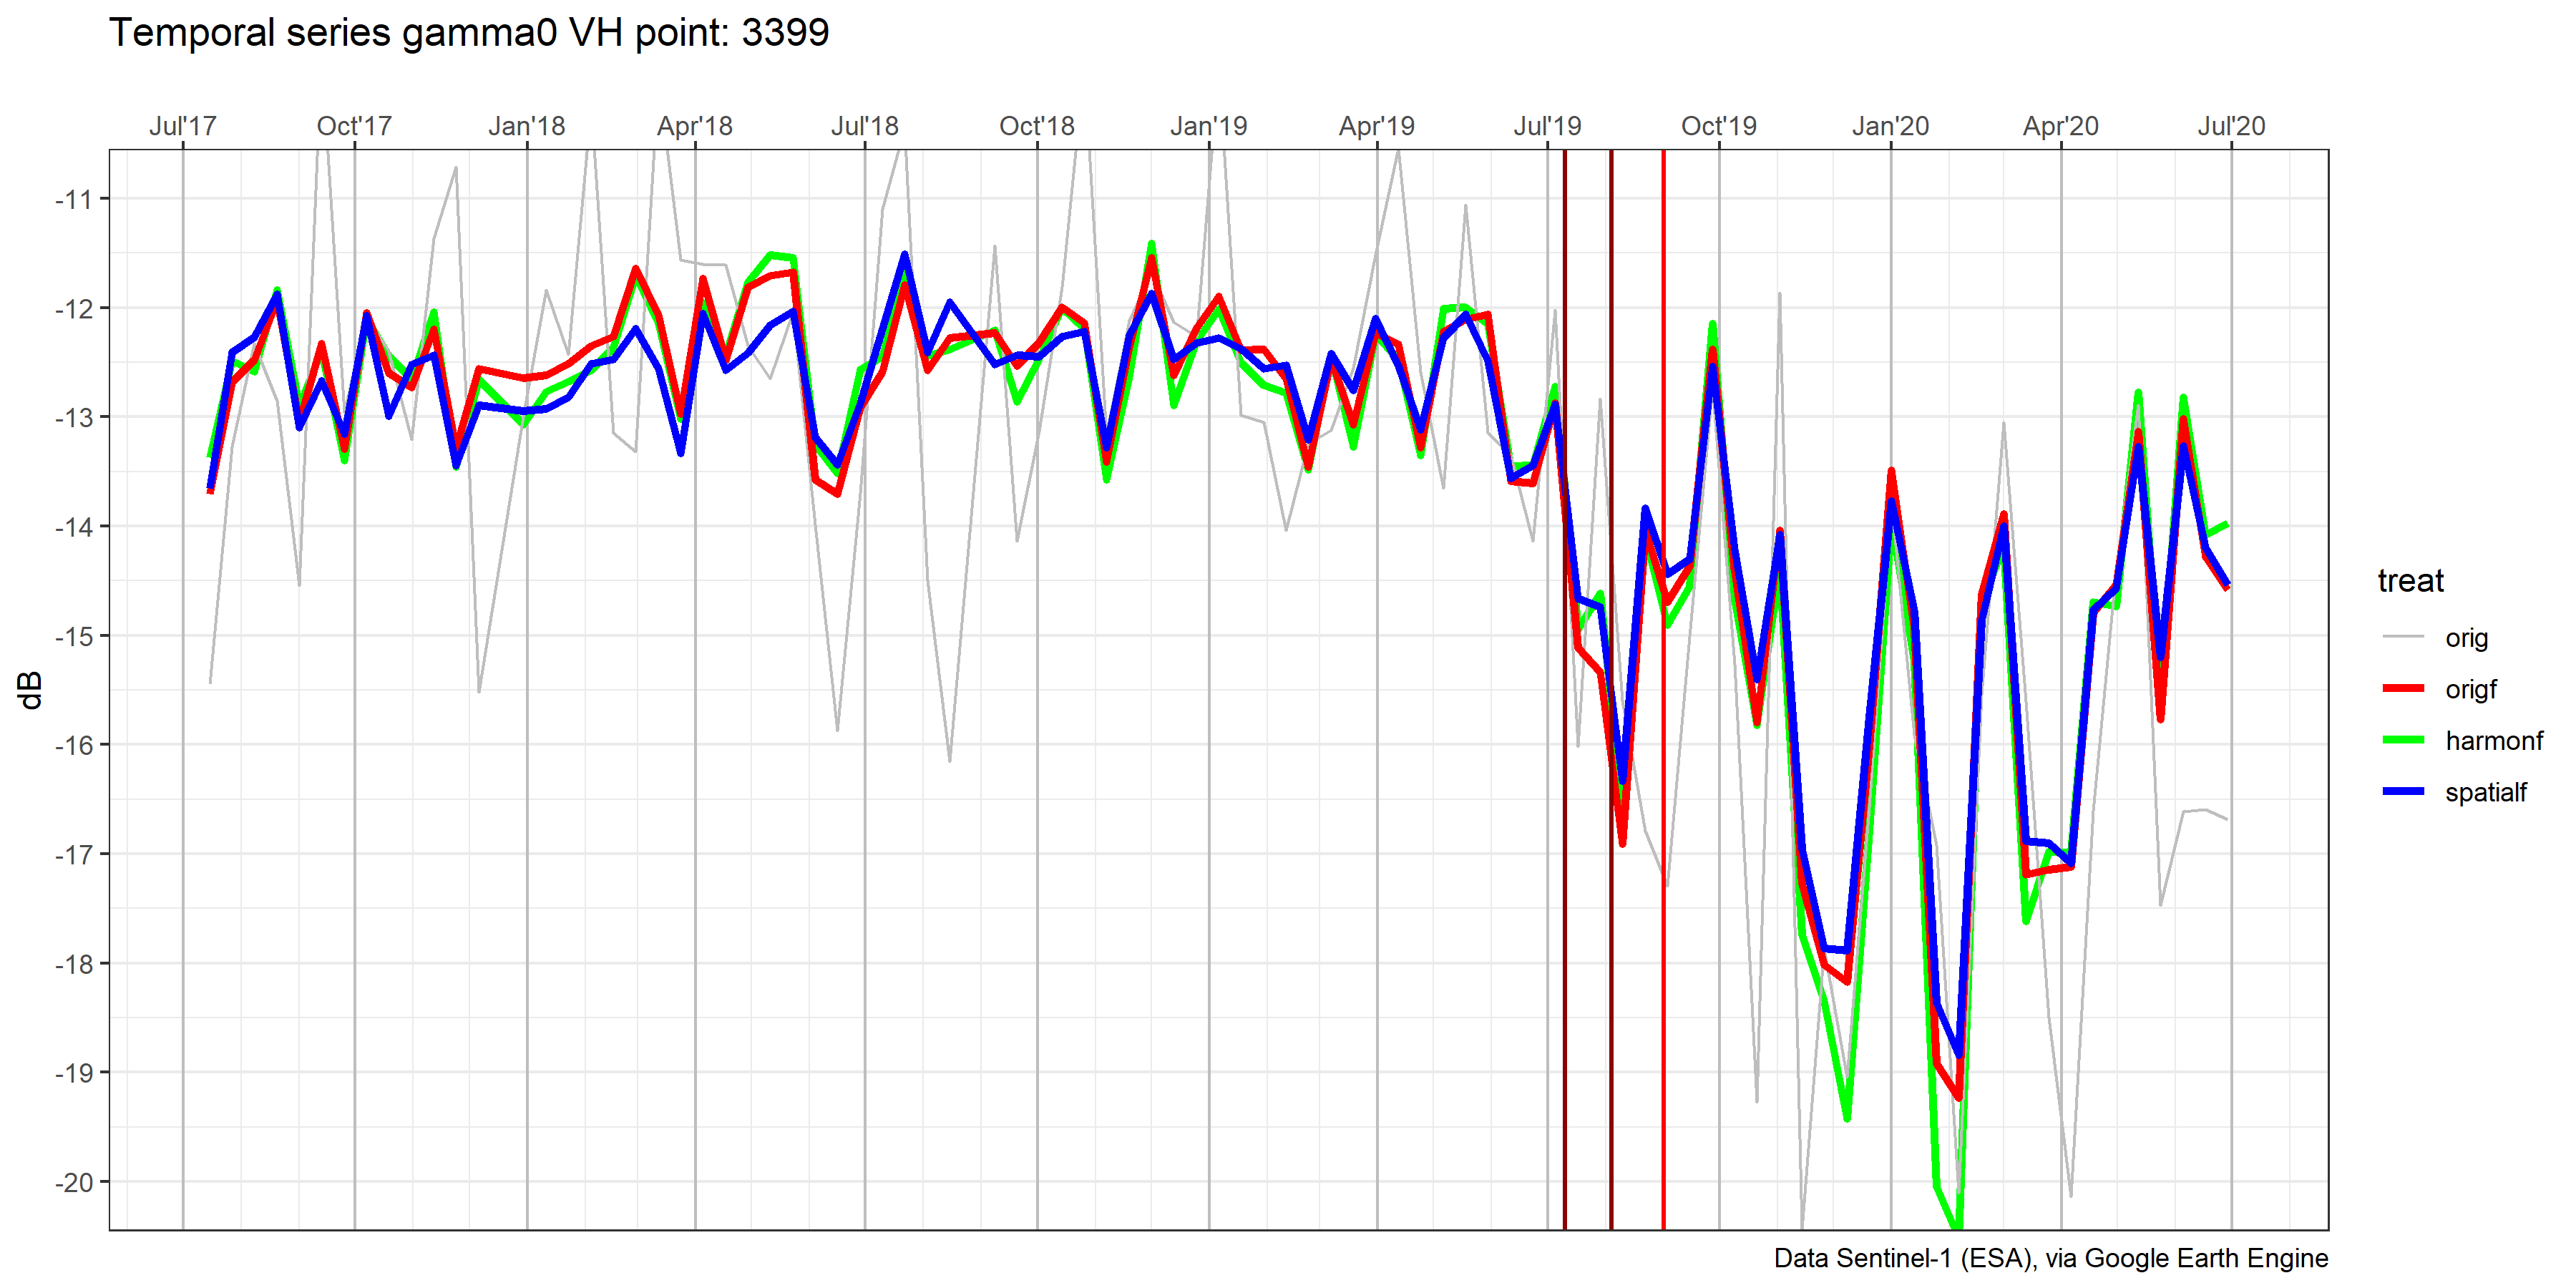 Temporal series gamma0 VH point: 3399
Jul'17 Oct'17 Jan'18 Apr'18 Jul'18 Oct'18 Jan'19 Apr'19 Jul'19 Oct'19 Jan'20 Apr'20 Jul'20
-11
-12
-13
-14
-15
-16
-17
-18
-19
-20
dB
treat
orig
origf
harmonf
spatialf
Data Sentinel-1 (ESA), via Google Earth Engine